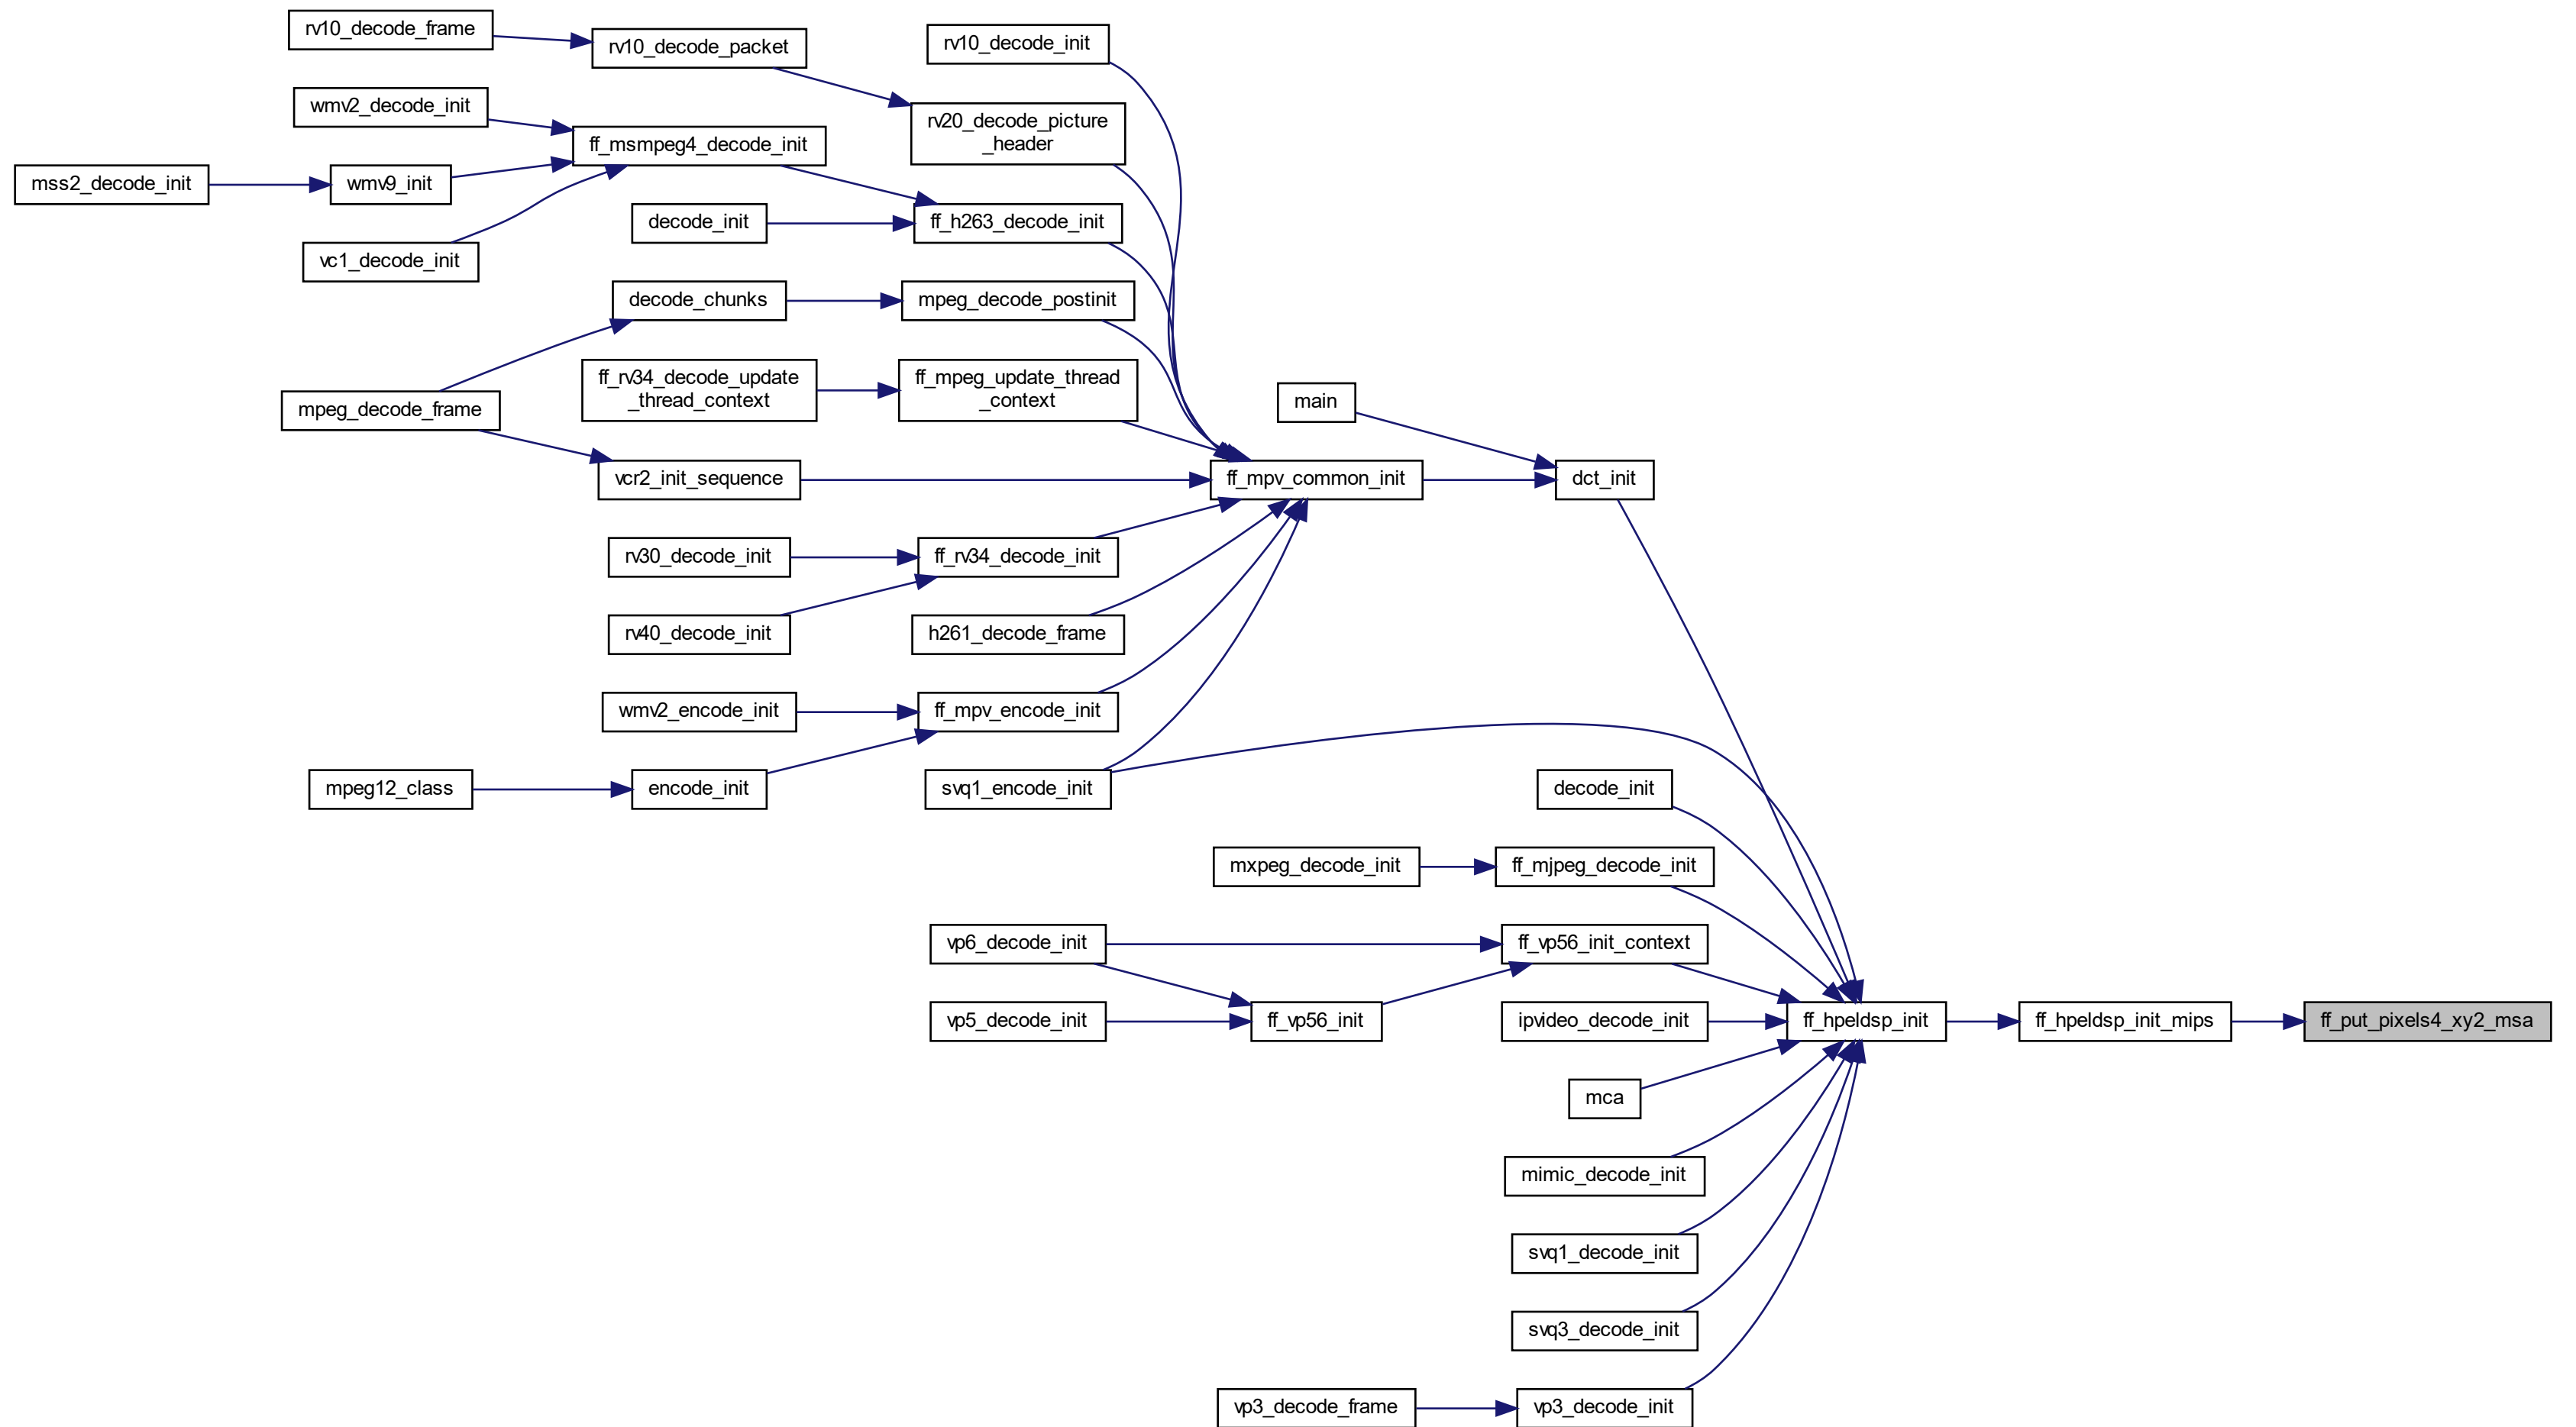 rv10_decode_frame
rv10_decode_packet
rv10_decode_init
wmv2_decode_init
rv20_decode_picture
_header
ff_msmpeg4_decode_init
mss2_decode_init
wmv9_init
decode_init
ff_h263_decode_init
vc1_decode_init
decode_chunks
mpeg_decode_postinit
ff_rv34_decode_update
_thread_context
ff_mpeg_update_thread
_context
main
mpeg_decode_frame
vcr2_init_sequence
ff_mpv_common_init
dct_init
rv30_decode_init
ff_rv34_decode_init
rv40_decode_init
h261_decode_frame
wmv2_encode_init
ff_mpv_encode_init
mpeg12_class
encode_init
svq1_encode_init
decode_init
mxpeg_decode_init
ff_mjpeg_decode_init
vp6_decode_init
ff_vp56_init_context
vp5_decode_init
ff_vp56_init
ipvideo_decode_init
ff_hpeldsp_init
ff_hpeldsp_init_mips
ff_put_pixels4_xy2_msa
mca
mimic_decode_init
svq1_decode_init
svq3_decode_init
vp3_decode_frame
vp3_decode_init